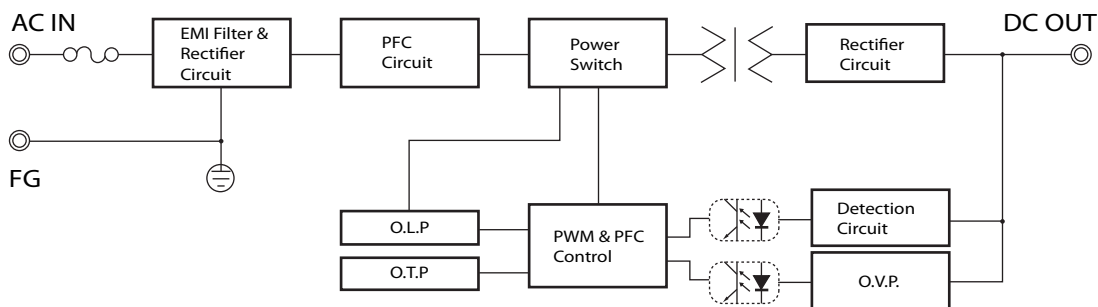 AC IN
DC OUT
EMI Filter &
Rectifier
Circuit
PFC
Circuit
Power
Switch
Rectifier
Circuit
FG
O.L.P
PWM & PFC
Control
Detection
Circuit
O.T.P
O.V.P.